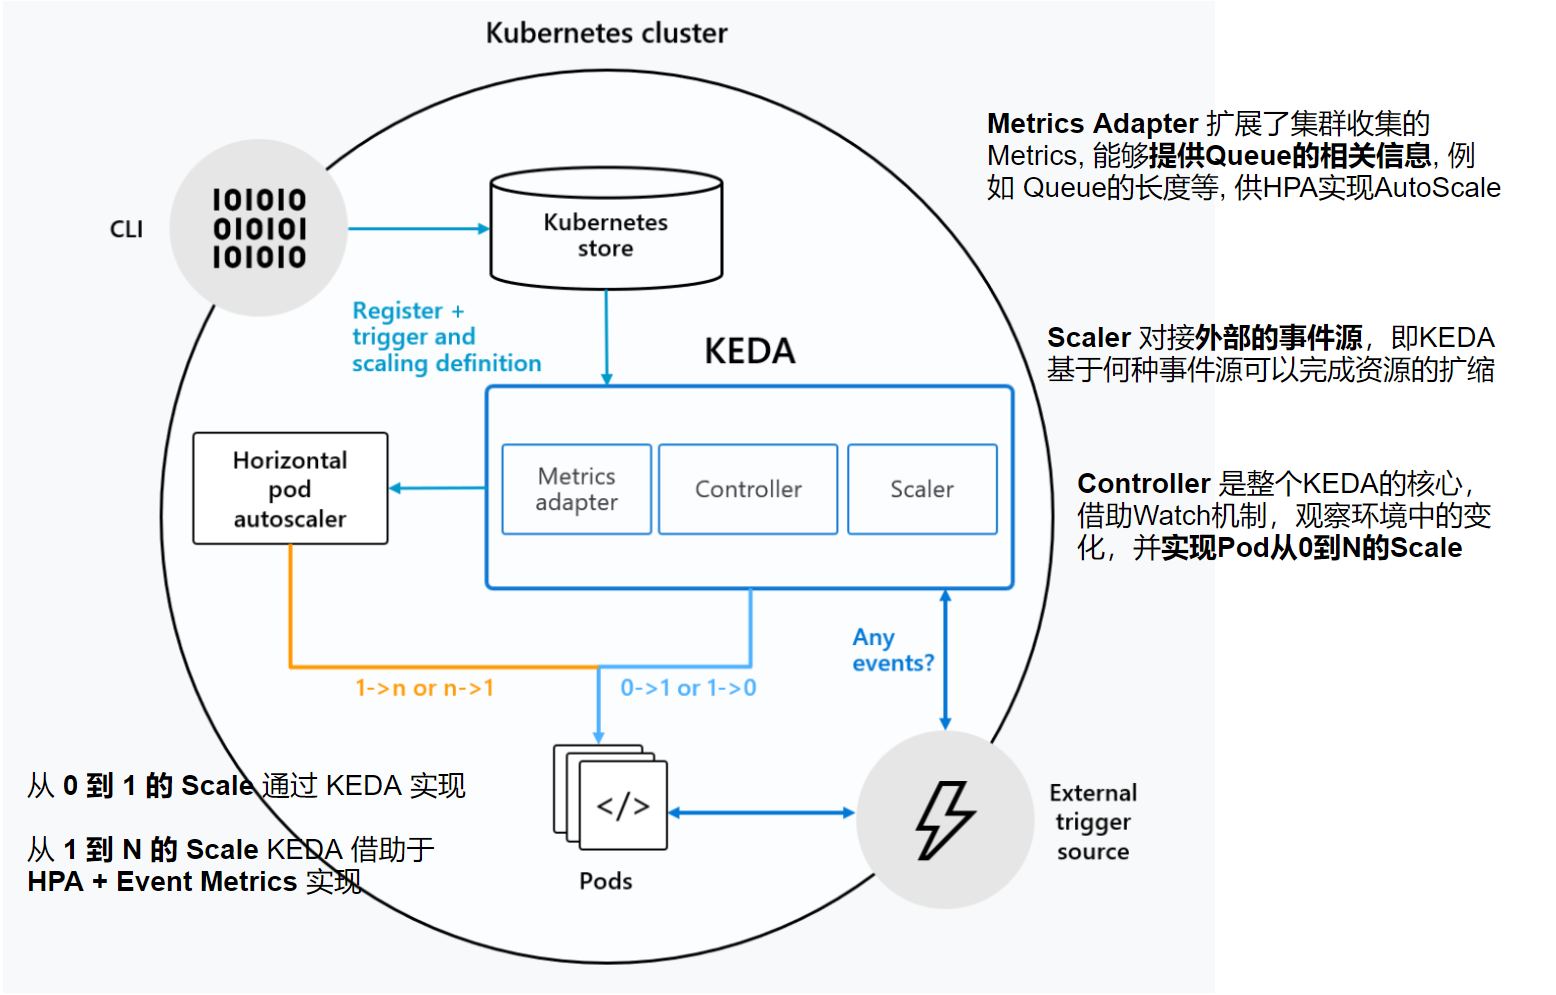 Kubernetes cluster
Metrics Adapter 扩展了集群收集的
Metrics, 能够提供Queue的相关信息, 例
如 Queue的长度等, 供HPA实现AutoScale
IOIOIO
OIOIOI
IOIOIO
CLI
Kubernetes
store
Register +
trigger and
scaling definition
KEDA
Scaler 对接外部的事件源，即KEDA
基于何种事件源可以完成资源的扩缩
Horizontal
pod
autoscaler
Metrics
adapter
Controller
Scaler
Controller 是整个KEDA的核心，
借助Watch机制，观察环境中的变
化，并实现Pod从0到N的Scale
Any
events?
1->n or n->1
0->1 or 1->0
从 0 到 1 的 Scale 通过 KEDA 实现
从 1 到 N 的 Scale KEDA 借助于
HPA + Event Metrics 实现
</>
Pods
External
trigger
source